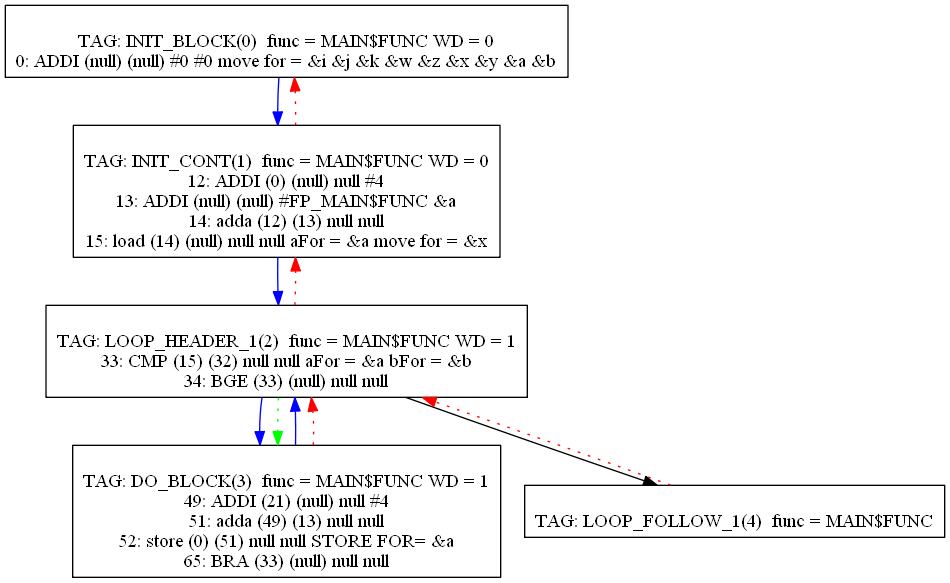 TAG: INIT_BLOCK(0)  func = MAIN$FUNC WD = 0
0: ADDI (null) (null) #0 #0 move for = &i &j &k &w &z &x &y &a &b
TAG: INIT_CONT(1)  func = MAIN$FUNC WD = 0
12: ADDI (0) (null) null #4
13: ADDI (null) (null) #FP_MAIN$FUNC &a
14: adda (12) (13) null null
15: load (14) (null) null null aFor = &a move for = &x
TAG: LOOP_HEADER_1(2)  func = MAIN$FUNC WD = 1
33: CMP (15) (32) null null aFor = &a bFor = &b
34: BGE (33) (null) null null
TAG: DO_BLOCK(3)  func = MAIN$FUNC WD = 1
49: ADDI (21) (null) null #4
51: adda (49) (13) null null
52: store (0) (51) null null STORE FOR= &a
65: BRA (33) (null) null null
TAG: LOOP_FOLLOW_1(4)  func = MAIN$FUNC